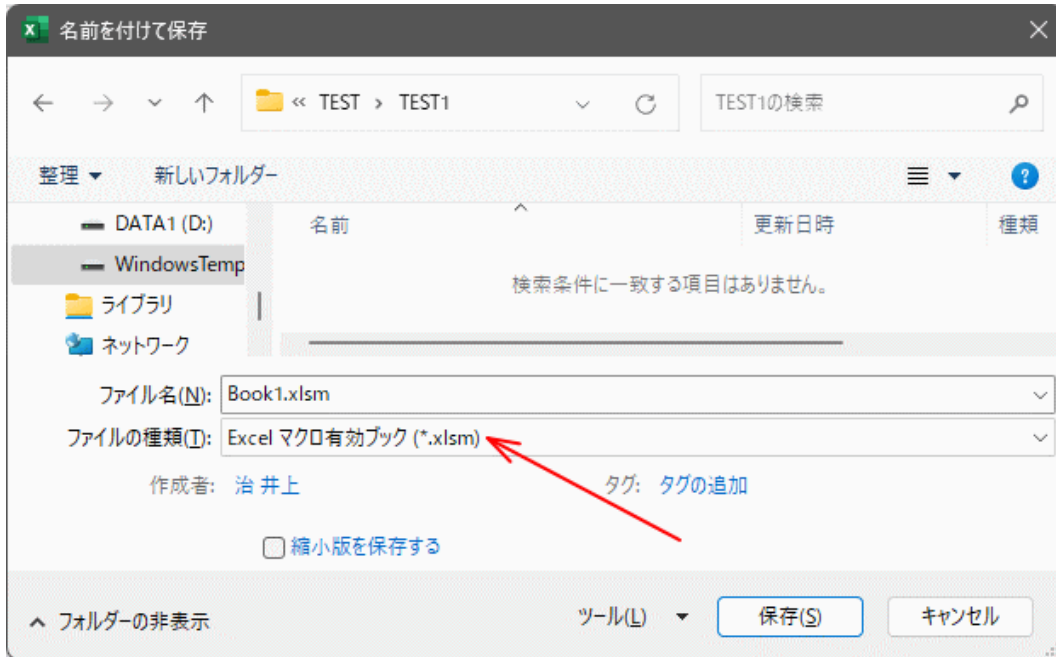 名前を付けて保存
« TEST > TEST1
TEST1の検索
整理 新しいフォルダー
?
DATA1 (D:)
WindowsTemp
ライブラリ
ネットワーク
名前 更新日時 種類
検索条件に一致する項目はありません。
ファイル名(N): Book1.xlsm
ファイルの種類(T): Excel マクロ有効ブック (*.xlsm)
作成者: 治 井上 タグ: タグの追加
縮小版を保存する
フォルダーの非表示 ツール(L) 保存(S) キャンセル